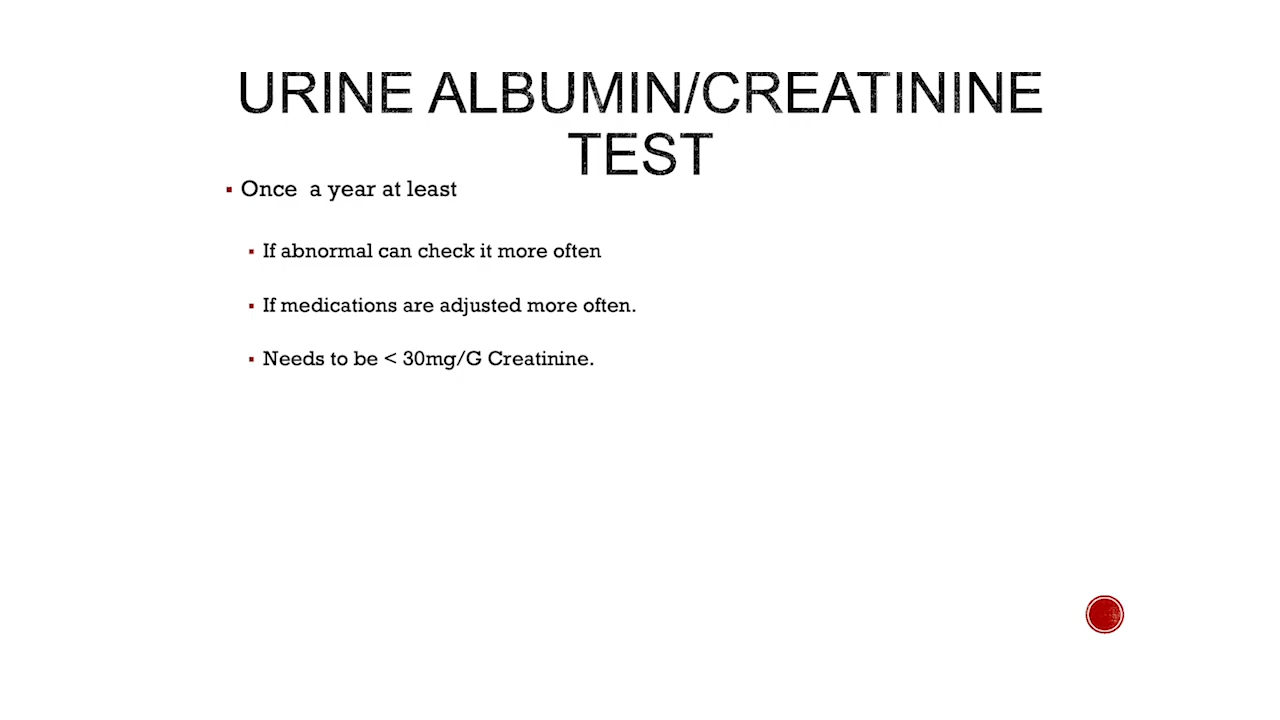 URINE ALBUMIN/CREATININE
TEST
▪ Once a year at least
▪ If abnormal can check it more often
▪ If medications are adjusted more often.
▪ Needs to be < 30mg/G Creatinine.